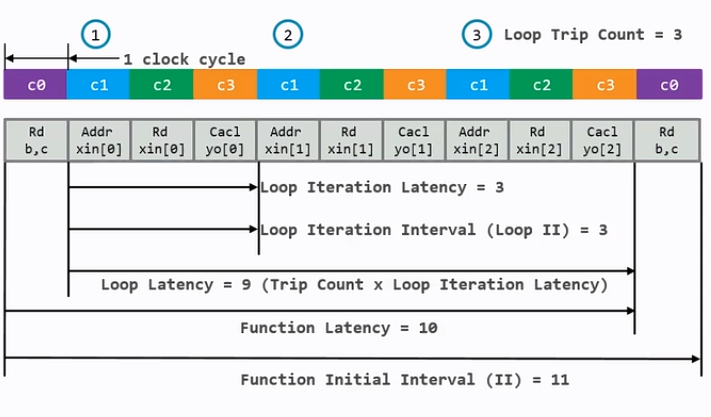 1 2 3 Loop Trip Count = 3
1 clock cycle
c0 c1 c2 c3 c1 c2 c3 c1 c2 c3 c0
Rd Addr Rd Cacl Addr Rd Cacl Addr Rd Cacl Rd
b,c xin[0] xin[0] yo[0] xin[1] xin[1] yo[1] xin[2] xin[2] yo[2] b,c
Loop Iteration Latency = 3
Loop Iteration Interval (Loop II) = 3
Loop Latency = 9 (Trip Count x Loop Iteration Latency)
Function Latency = 10
Function Initial Interval (II) = 11